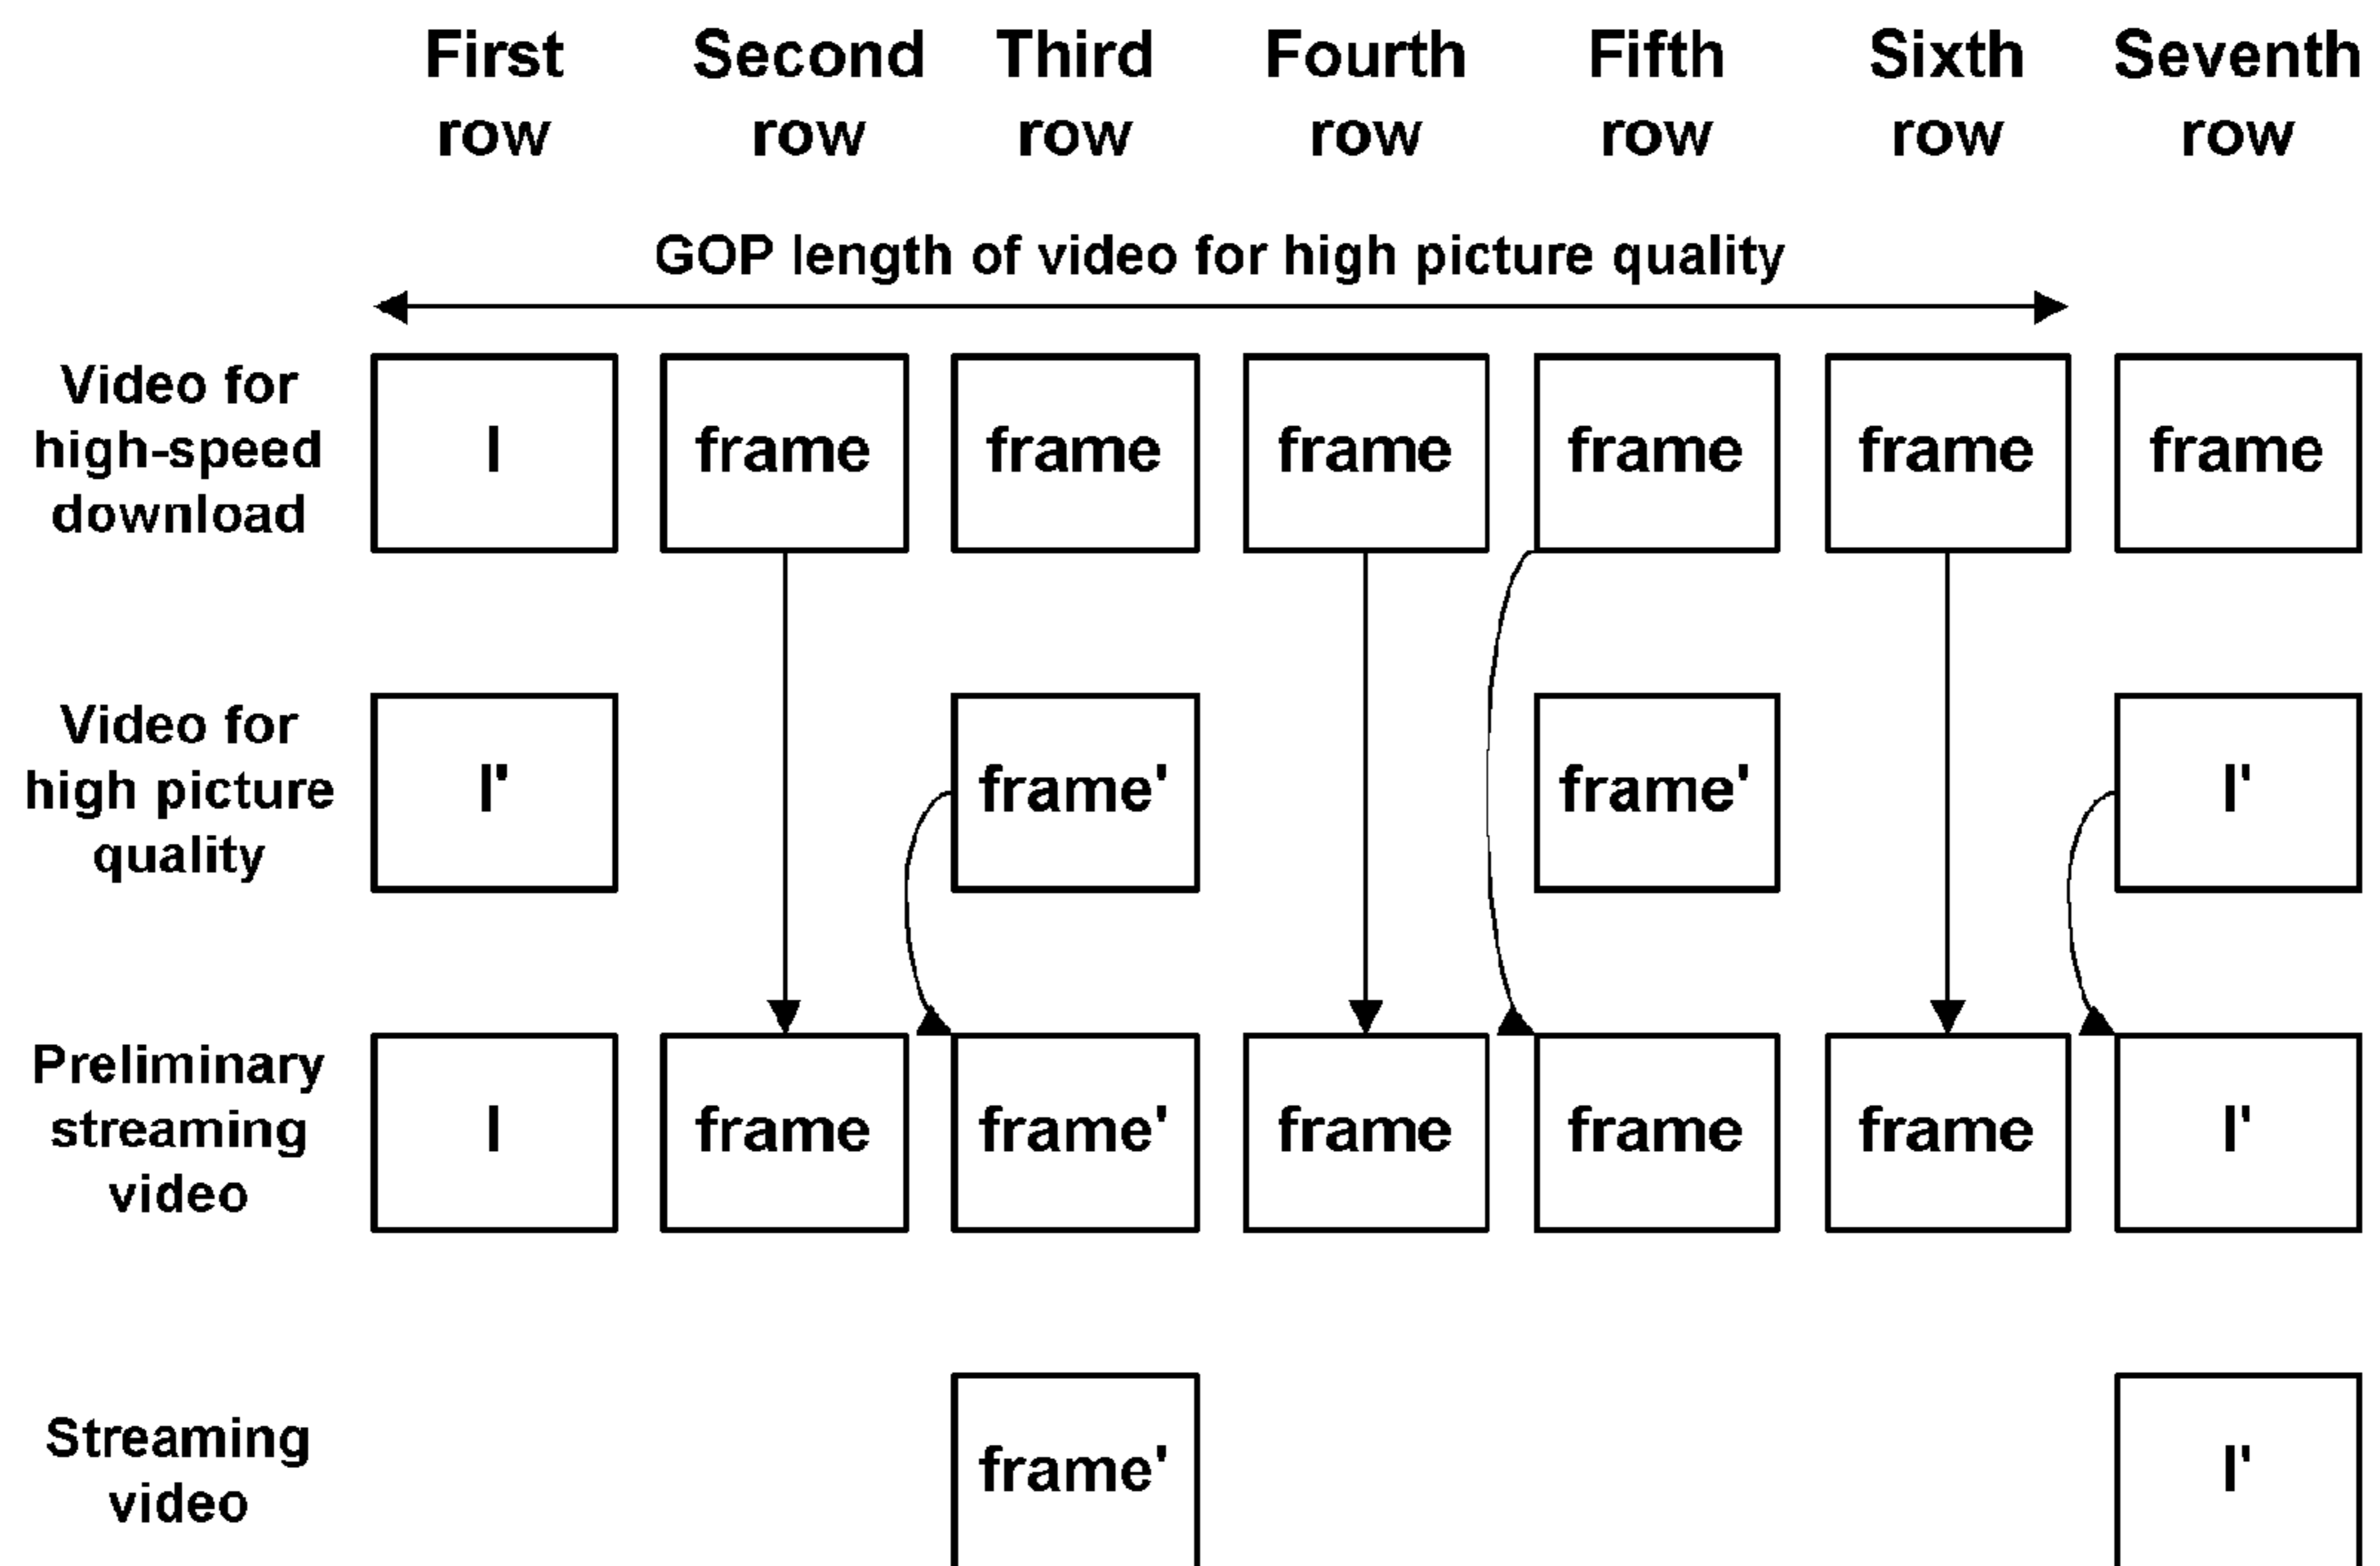 First Second Third Fourth Fifth Sixth Seventh
row row row row row row row
GOP length of video for high picture quality
Video for
high-speed
download
I frame frame frame frame frame frame
Video for
high picture
quality
I' frame' frame' I'
Preliminary
streaming
video
I frame frame' frame frame frame I'
Streaming
video
frame' I'